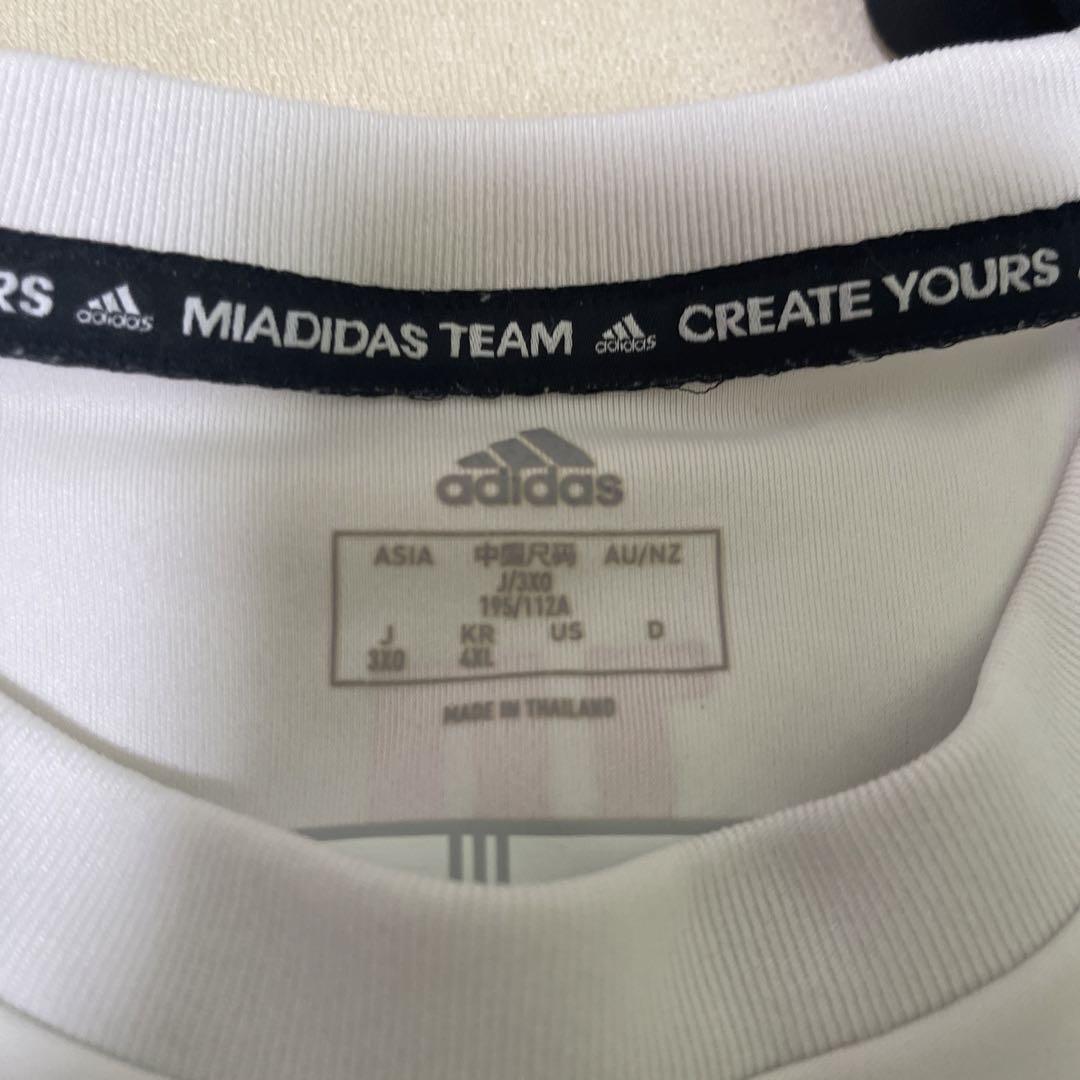 RS adidas MIADIDAS TEAM adidas CREATE YOURS
adidas
ASIA 中国尺码 AU/NZ
J/3XO
195/112A
J KR US D
3XO 4XL
MADE IN THAILAND